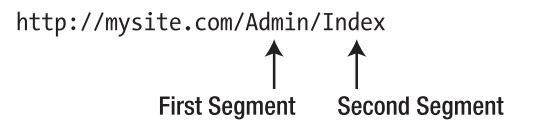 http://mysite.com/Admin/Index
First Segment Second Segment